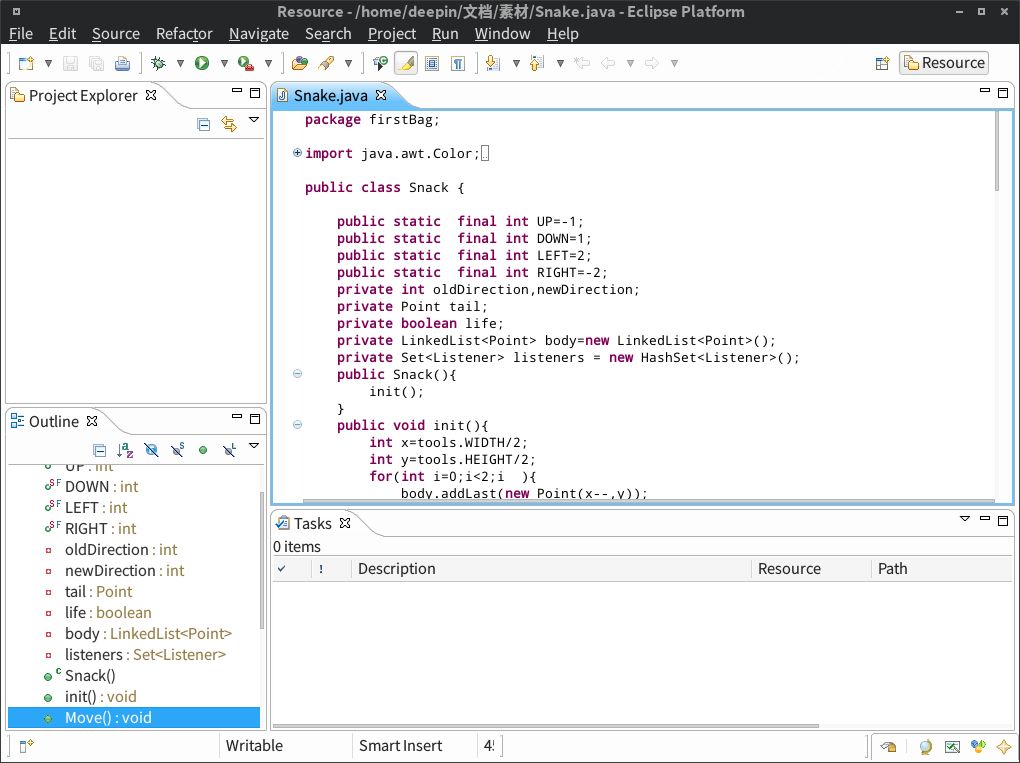 Resource - /home/deepin/文档/素材/Snake.java - Eclipse Platform
File Edit Source Refactor Navigate Search Project Run Window Help
Resource
Project Explorer
Snake.java
package firstBag;
import java.awt.Color;
public class Snack {
public static  final int UP=-1;
public static  final int DOWN=1;
public static  final int LEFT=2;
public static  final int RIGHT=-2;
private int oldDirection,newDirection;
private Point tail;
private boolean life;
private LinkedList<Point> body=new LinkedList<Point>();
private Set<Listener> listeners = new HashSet<Listener>();
public Snack(){
init();
}
public void init(){
int x=tools.WIDTH/2;
int y=tools.HEIGHT/2;
for(int i=0;i<2;i  ){
body.addLast(new Point(x--,y));
Outline
UP : int
DOWN : int
LEFT : int
RIGHT : int
oldDirection : int
newDirection : int
tail : Point
life : boolean
body : LinkedList<Point>
listeners : Set<Listener>
Snack()
init() : void
Move() : void
Tasks
0 items
! Description Resource Path
Writable Smart Insert